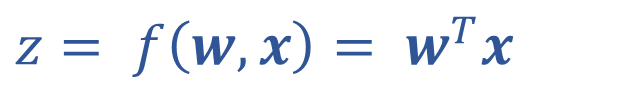 z = f(w, x) = wᵀx